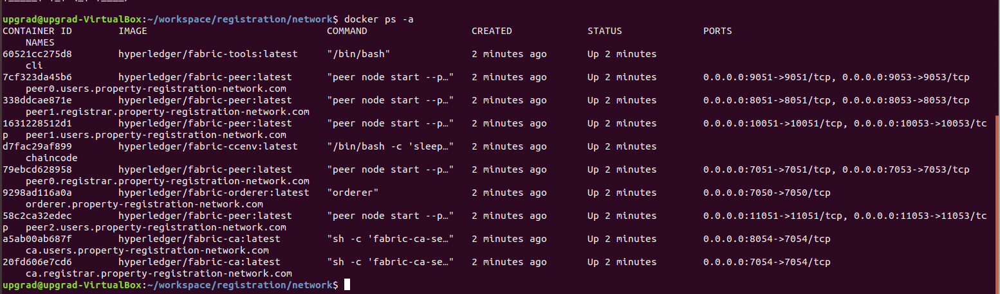 upgrad@upgrad-VirtualBox:~/workspace/registration/network$ docker ps -a
CONTAINER ID        IMAGE                               COMMAND                  CREATED             STATUS              PORTS
    NAMES
60521cc275d8        hyperledger/fabric-tools:latest     "/bin/bash"              2 minutes ago       Up 2 minutes
    cli
7cf323da45b6        hyperledger/fabric-peer:latest      "peer node start --p…"   2 minutes ago       Up 2 minutes        0.0.0.0:9051->9051/tcp, 0.0.0.0:9053->9053/tcp
    peer0.users.property-registration-network.com
338ddcae871e        hyperledger/fabric-peer:latest      "peer node start --p…"   2 minutes ago       Up 2 minutes        0.0.0.0:8051->8051/tcp, 0.0.0.0:8053->8053/tcp
    peer1.registrar.property-registration-network.com
1631228512d1        hyperledger/fabric-peer:latest      "peer node start --p…"   2 minutes ago       Up 2 minutes        0.0.0.0:10051->10051/tcp, 0.0.0.0:10053->10053/tc
p   peer1.users.property-registration-network.com
d7fac29af899        hyperledger/fabric-ccenv:latest     "/bin/bash -c 'sleep…"   2 minutes ago       Up 2 minutes
    chaincode
79ebcd628958        hyperledger/fabric-peer:latest      "peer node start --p…"   2 minutes ago       Up 2 minutes        0.0.0.0:7051->7051/tcp, 0.0.0.0:7053->7053/tcp
    peer0.registrar.property-registration-network.com
9298ad116a0a        hyperledger/fabric-orderer:latest   "orderer"                2 minutes ago       Up 2 minutes        0.0.0.0:7050->7050/tcp
    orderer.property-registration-network.com
58c2ca32edec        hyperledger/fabric-peer:latest      "peer node start --p…"   2 minutes ago       Up 2 minutes        0.0.0.0:11051->11051/tcp, 0.0.0.0:11053->11053/tc
p   peer2.users.property-registration-network.com
a5ab00ab687f        hyperledger/fabric-ca:latest        "sh -c 'fabric-ca-se…"   2 minutes ago       Up 2 minutes        0.0.0.0:8054->7054/tcp
    ca.users.property-registration-network.com
20fd606e7cd6        hyperledger/fabric-ca:latest        "sh -c 'fabric-ca-se…"   2 minutes ago       Up 2 minutes        0.0.0.0:7054->7054/tcp
    ca.registrar.property-registration-network.com
upgrad@upgrad-VirtualBox:~/workspace/registration/network$